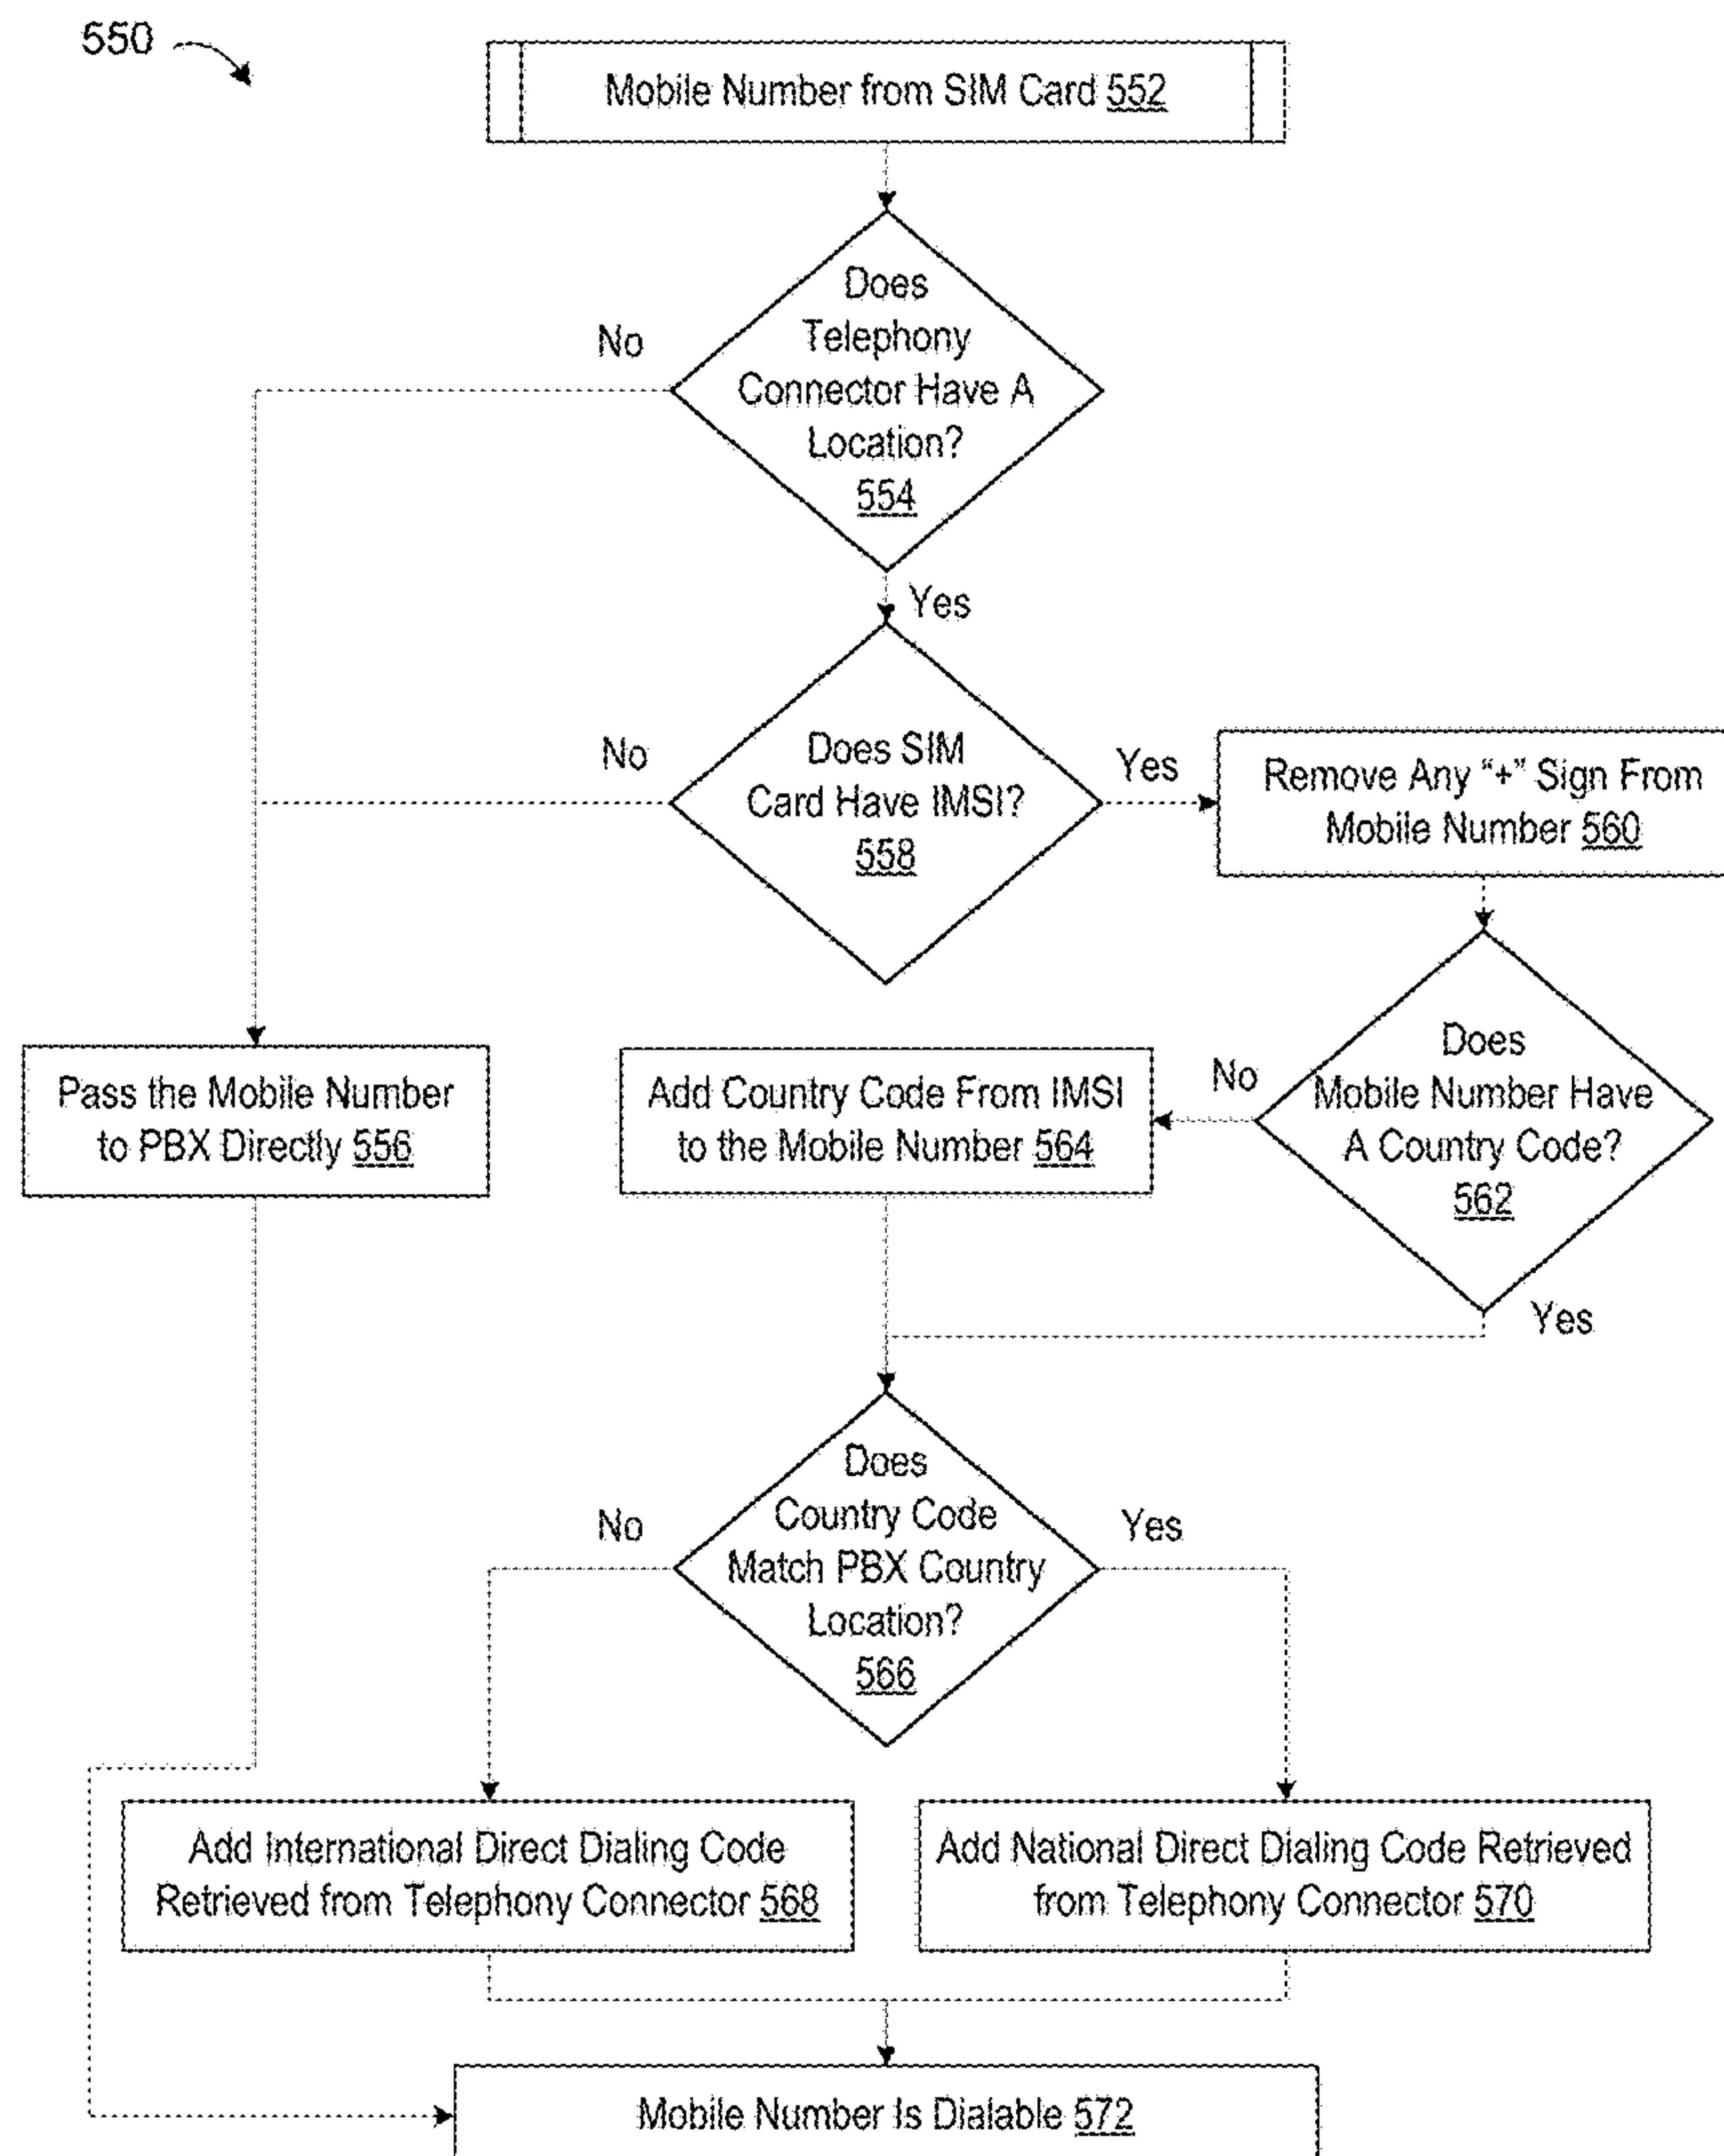 550
Mobile Number from SIM Card 552
Does
Telephony
Connector Have A
Location?
554
No
Yes
Does SIM
Card Have IMSI?
558
No
Yes
Remove Any “+” Sign From
Mobile Number 560
Does
Mobile Number Have
A Country Code?
562
No
Yes
Add Country Code From IMSI
to the Mobile Number 564
Pass the Mobile Number
to PBX Directly 556
Does
Country Code
Match PBX Country
Location?
566
No
Yes
Add International Direct Dialing Code
Retrieved from Telephony Connector 568
Add National Direct Dialing Code Retrieved
from Telephony Connector 570
Mobile Number Is Dialable 572